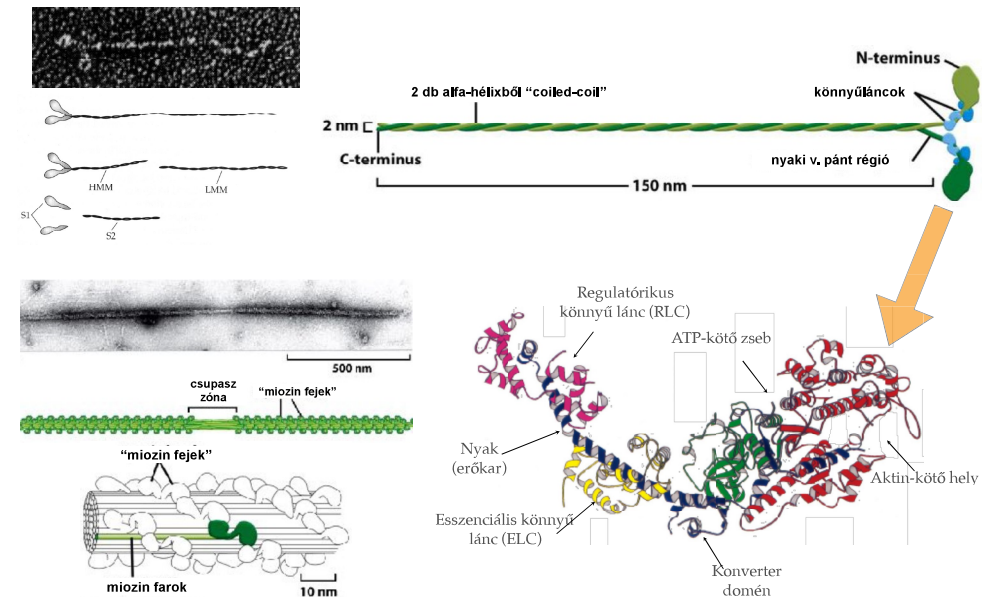 HMM
LMM
S1
S2
N-terminus
2 db alfa-hélixből “coiled-coil”
könnyűláncok
2 nm
C-terminus
nyaki v. pánt régió
150 nm
500 nm
csupasz
zóna
“miozin fejek”
“miozin fejek”
miozin farok
10 nm
Regulatórikus
könnyű lánc (RLC)
ATP-kötő zseb
Nyak
(erőkar)
Aktin-kötő hely
Esszenciális könnyű
lánc (ELC)
Konverter
domén